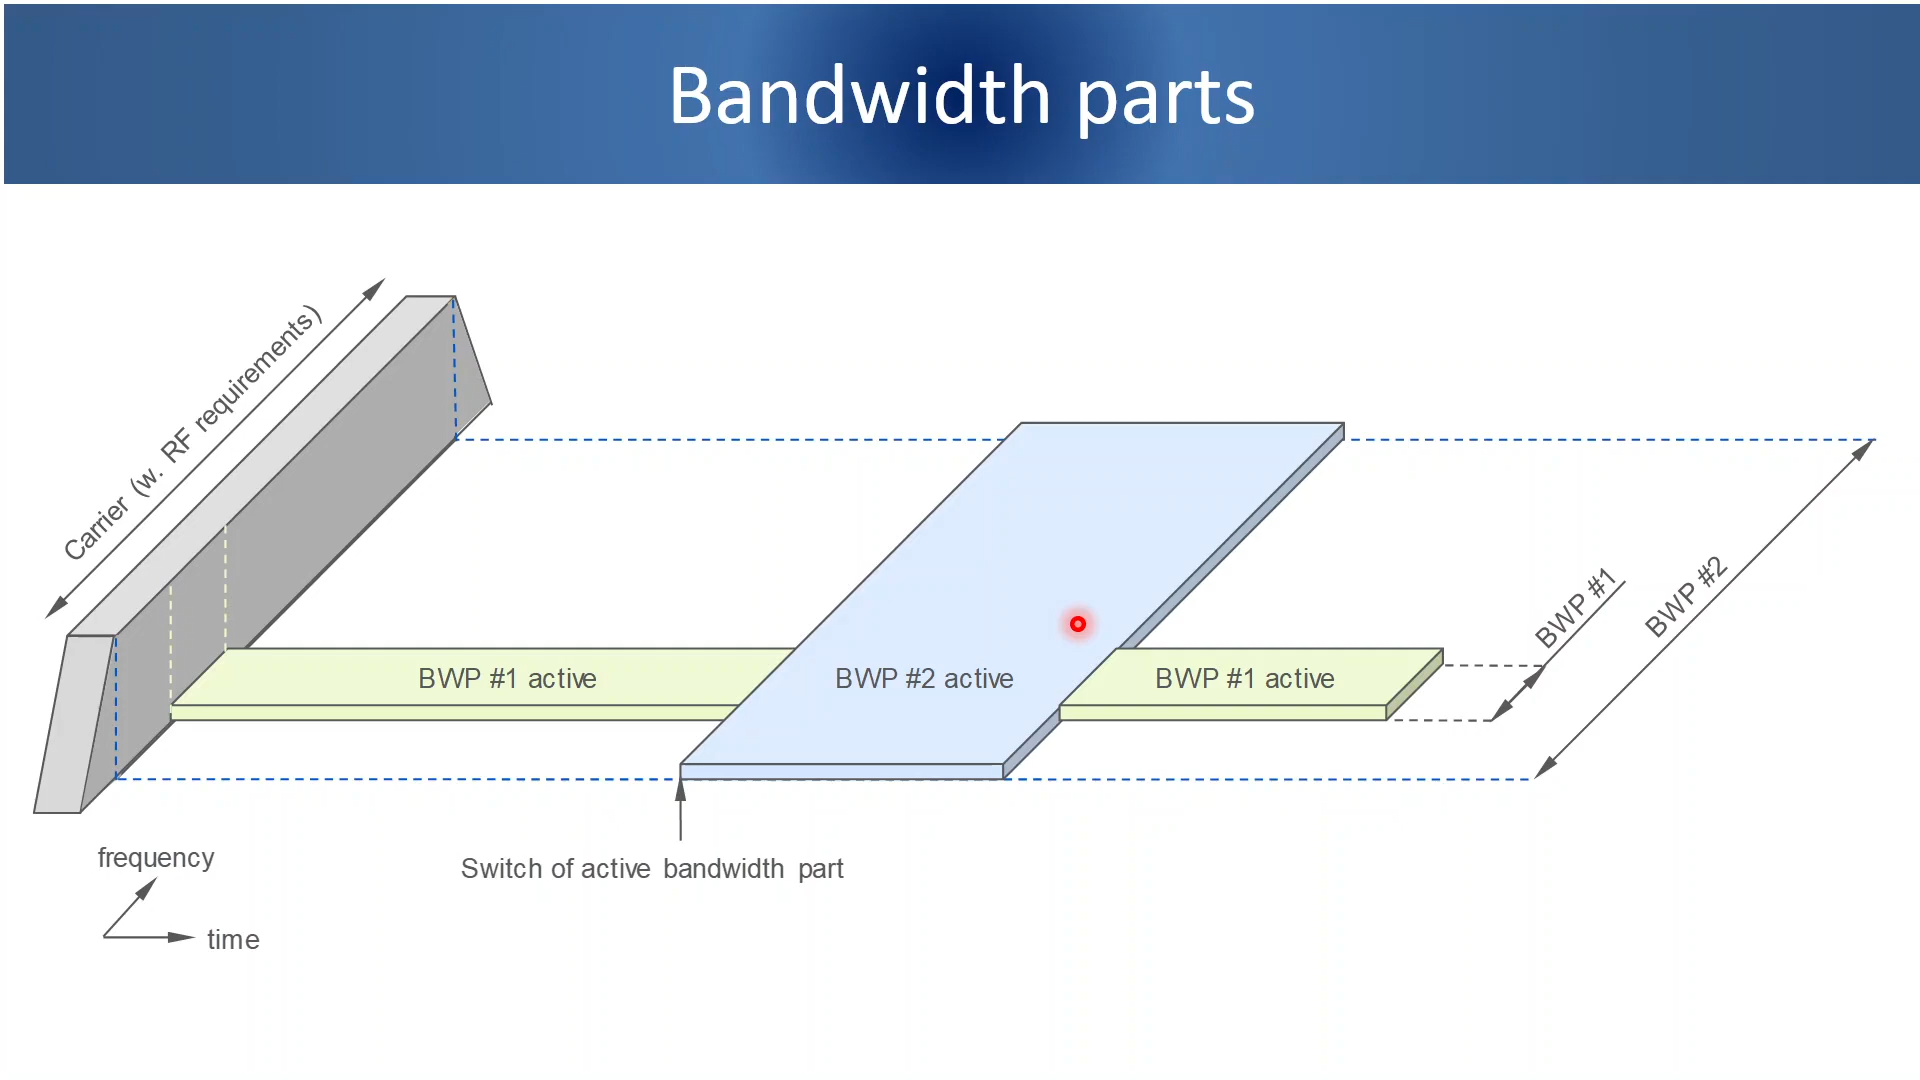 Bandwidth parts
Carrier (w. RF requirements)
BWP #1 active
BWP #2 active
BWP #1 active
BWP #1
BWP #2
Switch of active bandwidth part
frequency
time